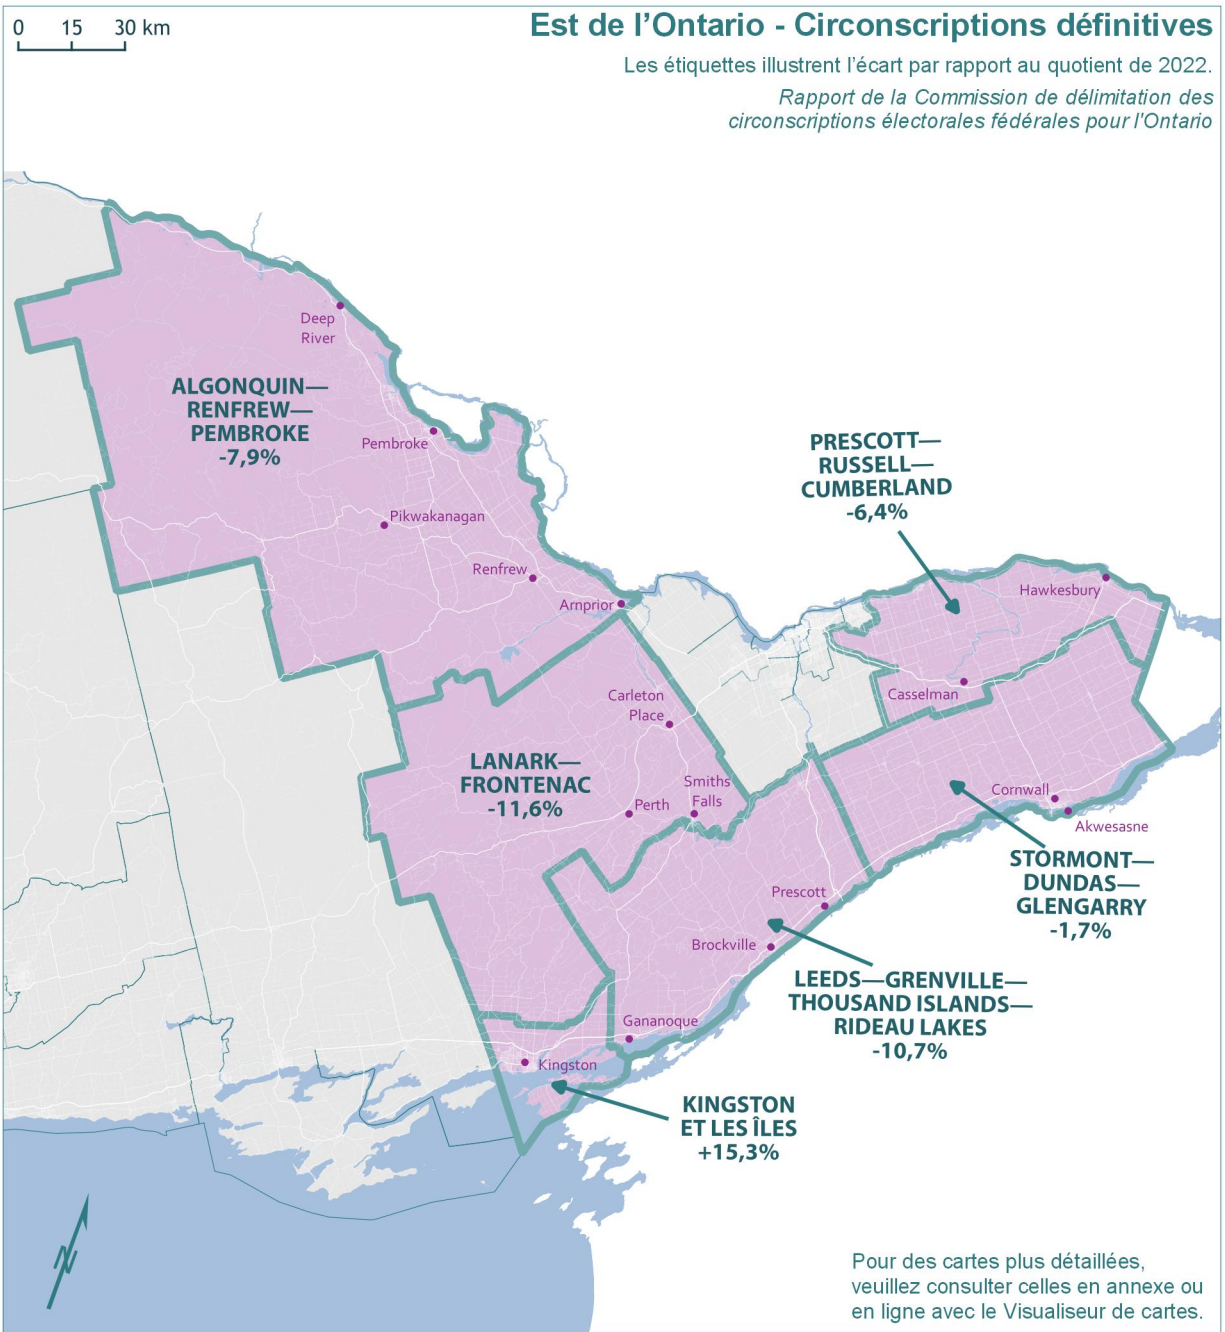 0 15 30 km
Est de l’Ontario - Circonscriptions définitives
Les étiquettes illustrent l’écart par rapport au quotient de 2022.
Rapport de la Commission de délimitation des
circonscriptions électorales fédérales pour l'Ontario
Deep
River
ALGONQUIN—
RENFREW—
PEMBROKE
-7,9%
Pembroke
PRESCOTT—
RUSSELL—
CUMBERLAND
-6,4%
Pikwakanagan
Renfrew
Arnprior
Hawkesbury
Casselman
Carleton
Place
LANARK—
FRONTENAC
-11,6%
Smiths
Falls
Perth
Cornwall
Akwesasne
STORMONT—
DUNDAS—
GLENGARRY
-1,7%
Prescott
Brockville
LEEDS—GRENVILLE—
THOUSAND ISLANDS—
RIDEAU LAKES
-10,7%
Gananoque
Kingston
KINGSTON
ET LES ÎLES
+15,3%
N
Pour des cartes plus détaillées,
veuillez consulter celles en annexe ou
en ligne avec le Visualiseur de cartes.